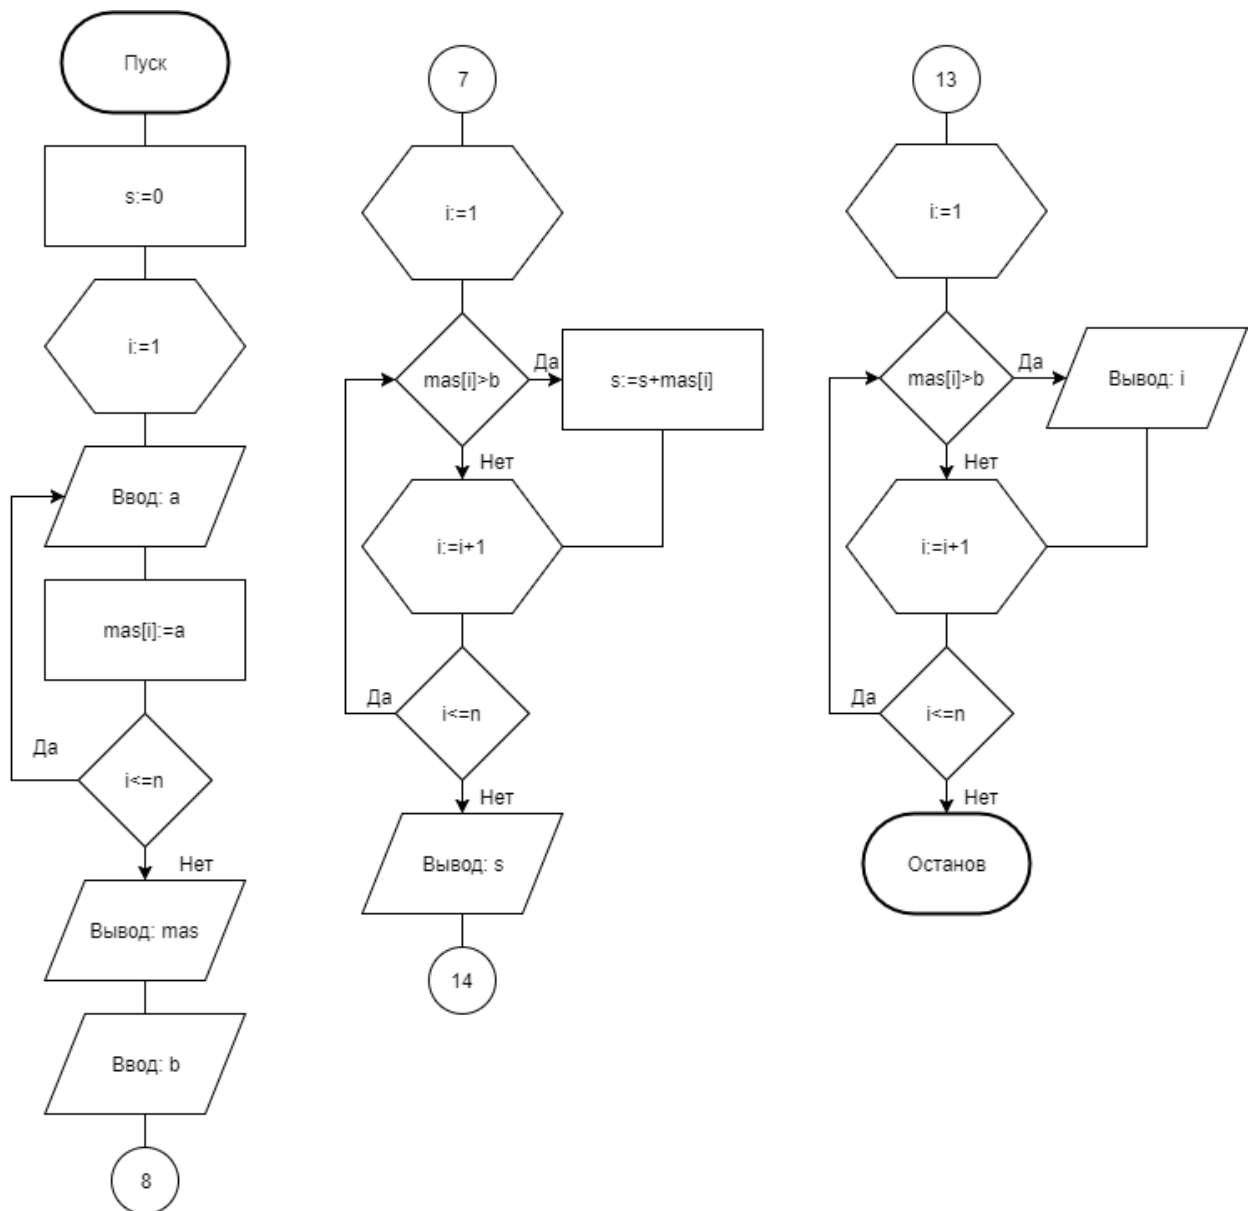 Пуск
s:=0
i:=1
Ввод: a
mas[i]:=a
Да
i<=n
Нет
Вывод: mas
Ввод: b
8
7
i:=1
mas[i]>b
Да
s:=s+mas[i]
Нет
i:=i+1
Да
i<=n
Нет
Вывод: s
14
13
i:=1
mas[i]>b
Да
Вывод: i
Нет
i:=i+1
Да
i<=n
Нет
Останов